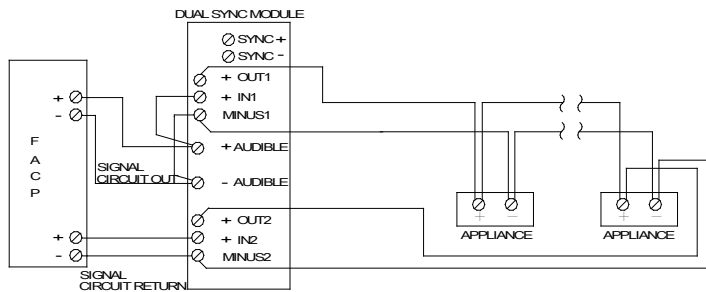 DUAL SYNC MODULE
SYNC +
SYNC -
+ OUT1
+ IN1
MINUS1
+ AUDIBLE
- AUDIBLE
+ OUT2
+ IN2
MINUS2
+
-
F
A
C
P
+
-
SIGNAL
CIRCUIT OUT
SIGNAL
CIRCUIT RETURN
+ -
APPLIANCE
+ -
APPLIANCE